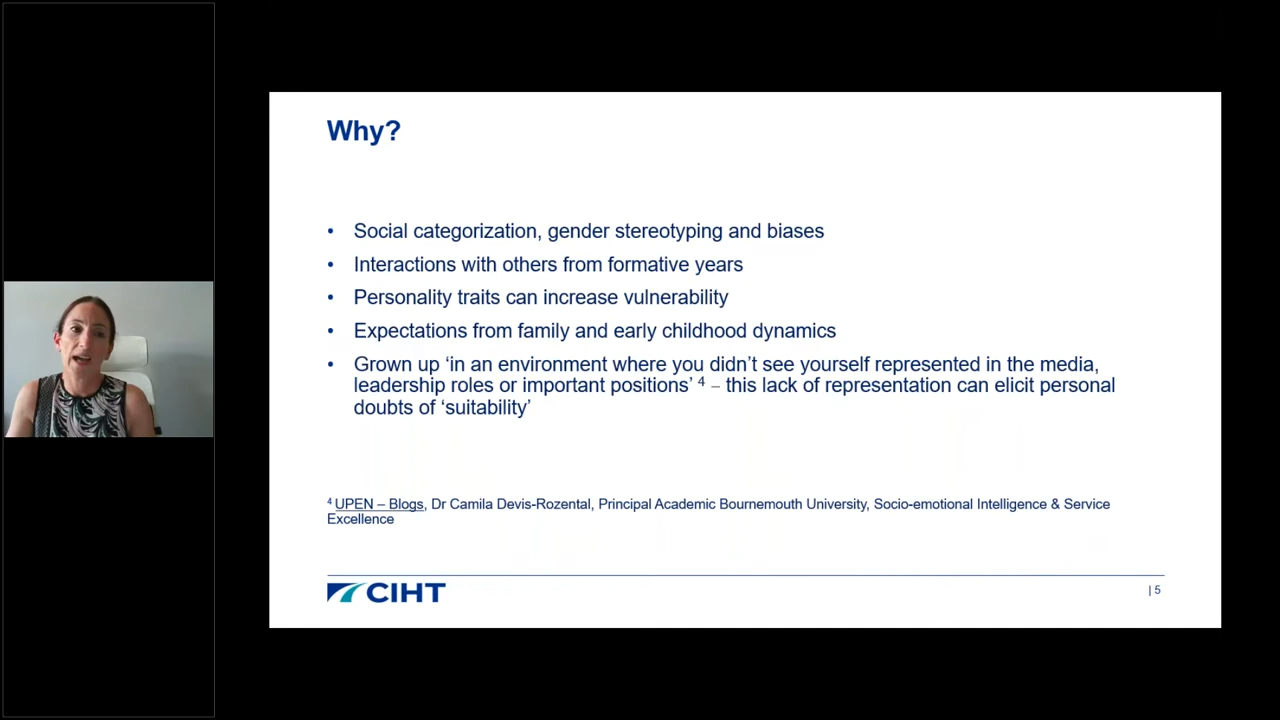 Why?
• Social categorization, gender stereotyping and biases
• Interactions with others from formative years
• Personality traits can increase vulnerability
• Expectations from family and early childhood dynamics
• Grown up ‘in an environment where you didn’t see yourself represented in the media,
leadership roles or important positions’ ⁴ – this lack of representation can elicit personal
doubts of ‘suitability’
⁴ UPEN – Blogs, Dr Camila Devis-Rozental, Principal Academic Bournemouth University, Socio-emotional Intelligence & Service
Excellence
CIHT
| 5